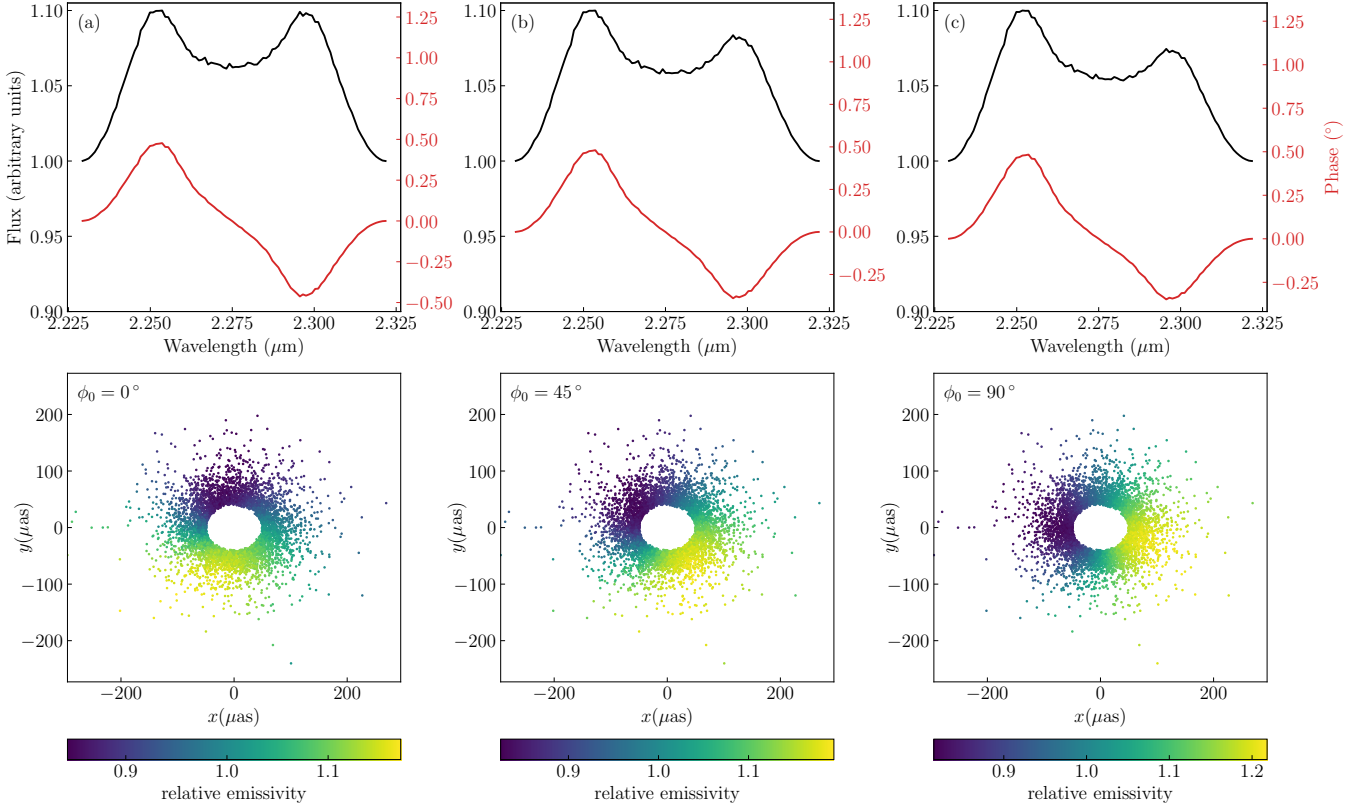 (a)
(b)
(c)
1.10
1.05
1.00
0.95
0.90
Flux (arbitrary units)
1.25
1.00
0.75
0.50
0.25
0.00
−0.25
−0.50
1.25
1.00
0.75
0.50
0.25
0.00
−0.25
1.25
1.00
0.75
0.50
0.25
0.00
−0.25
Phase (°)
1.10
1.05
1.00
0.95
0.90
1.10
1.05
1.00
0.95
0.90
2.225 2.250 2.275 2.300 2.325
2.225 2.250 2.275 2.300 2.325
2.225 2.250 2.275 2.300 2.325
Wavelength (μm)
Wavelength (μm)
Wavelength (μm)
ϕ₀ = 0°
ϕ₀ = 45°
ϕ₀ = 90°
200
100
0
−100
−200
y(μas)
200
100
0
−100
−200
y(μas)
200
100
0
−100
−200
y(μas)
−200 0 200
−200 0 200
−200 0 200
x(μas)
x(μas)
x(μas)
0.9 1.0 1.1
0.9 1.0 1.1
0.9 1.0 1.1 1.2
relative emissivity
relative emissivity
relative emissivity